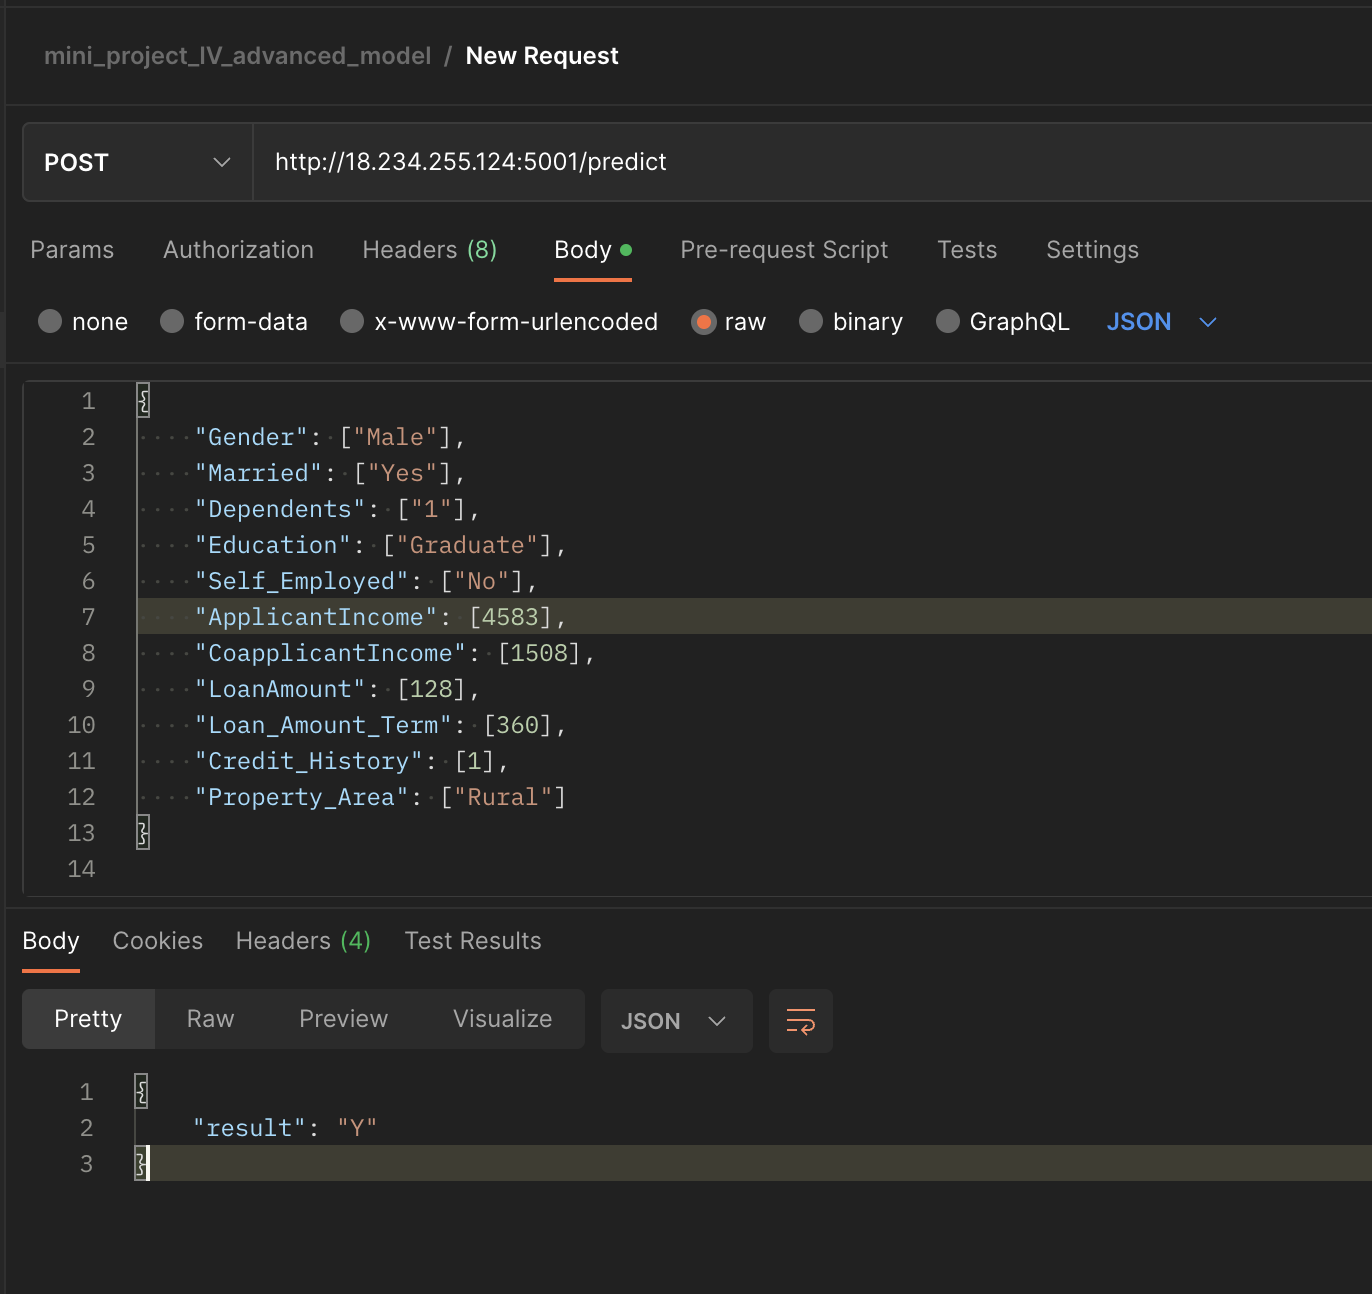 mini_project_IV_advanced_model / New Request
POST http://18.234.255.124:5001/predict
Params Authorization Headers (8) Body Pre-request Script Tests Settings
none form-data x-www-form-urlencoded raw binary GraphQL JSON
1 {
2 "Gender": ["Male"],
3 "Married": ["Yes"],
4 "Dependents": ["1"],
5 "Education": ["Graduate"],
6 "Self_Employed": ["No"],
7 "ApplicantIncome": [4583],
8 "CoapplicantIncome": [1508],
9 "LoanAmount": [128],
10 "Loan_Amount_Term": [360],
11 "Credit_History": [1],
12 "Property_Area": ["Rural"]
13 }
14
Body Cookies Headers (4) Test Results
Pretty Raw Preview Visualize JSON
1 {
2 "result": "Y"
3 }